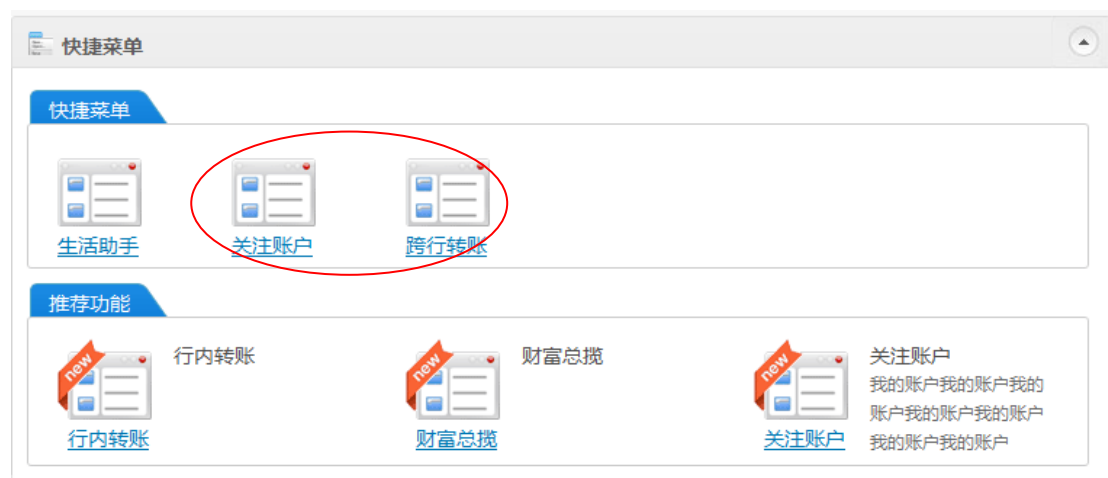 快捷菜单
快捷菜单
生活助手 关注账户 跨行转账
推荐功能
new 行内转账 new 财富总揽 new 关注账户
我的账户我的账户我的
账户我的账户我的账户
我的账户我的账户
行内转账 财富总揽 关注账户